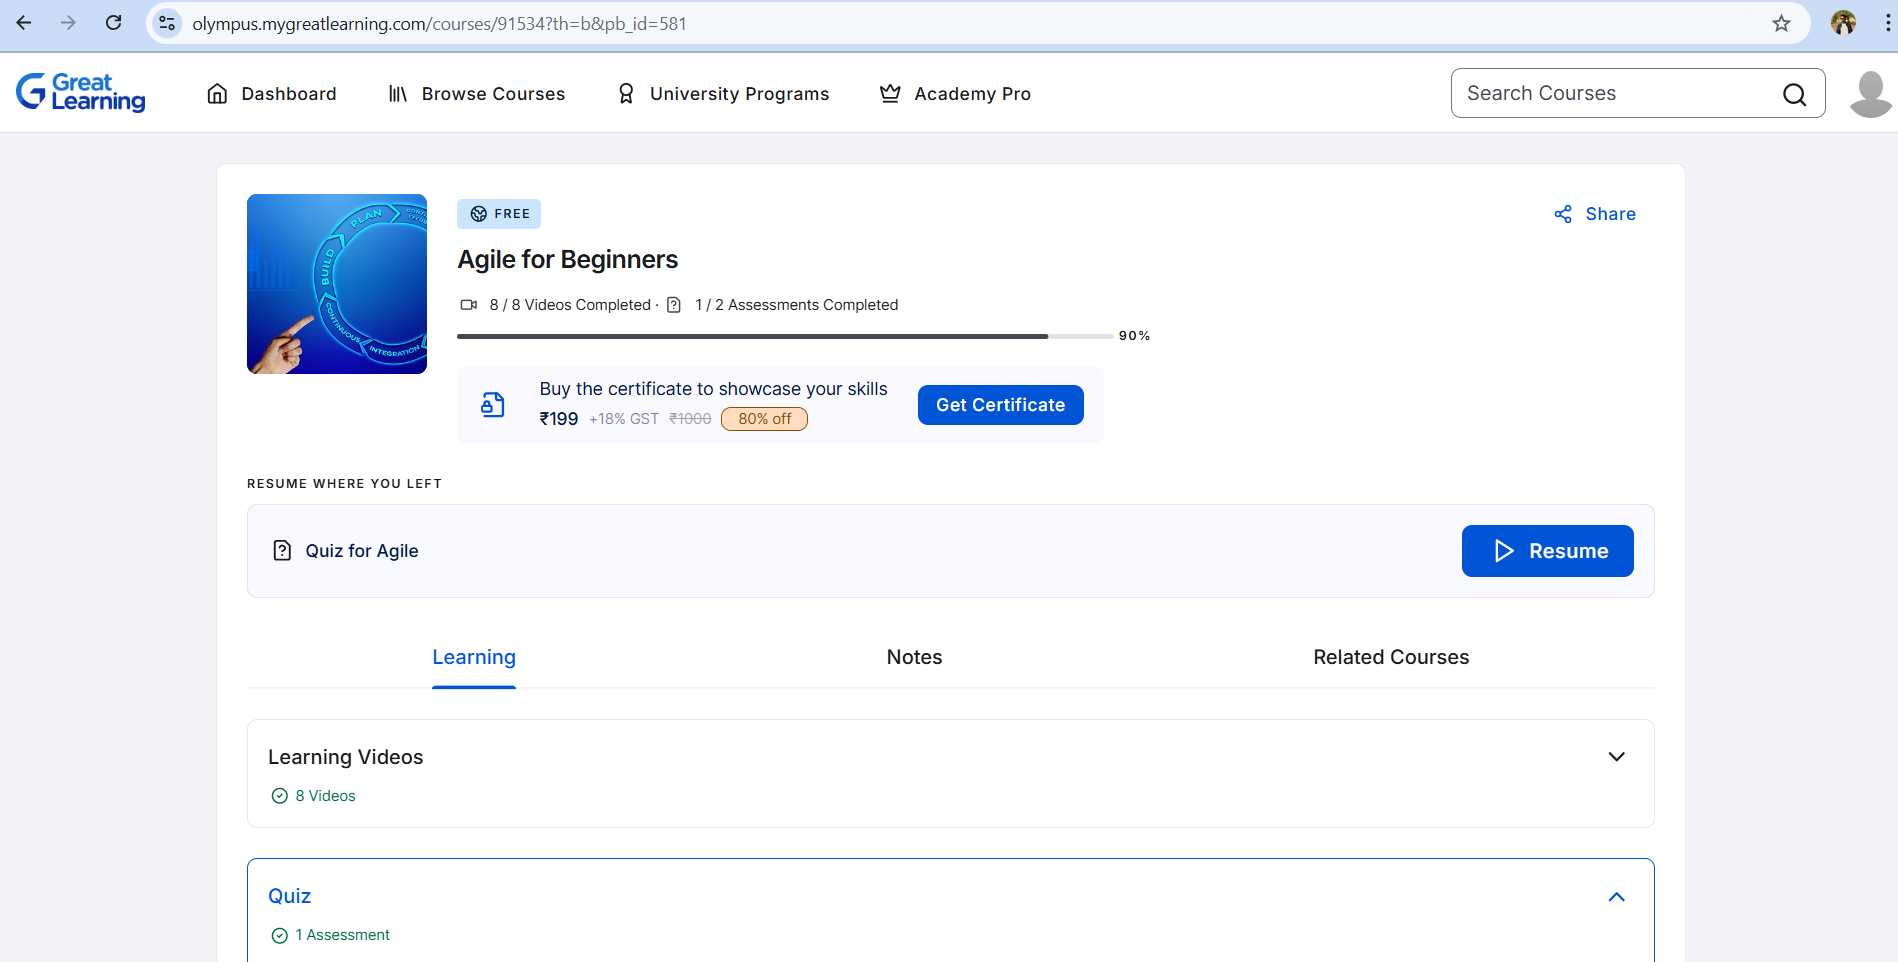 olympus.mygreatlearning.com/courses/91534?th=b&pb_id=581
Great
Learning
Dashboard
Browse Courses
University Programs
Academy Pro
Search Courses
PLAN
BUILD
CONTINUOUS
INTEGRATION
FREE
Share
Agile for Beginners
8 / 8 Videos Completed · 1 / 2 Assessments Completed
90%
Buy the certificate to showcase your skills
₹199 +18% GST ₹1000 80% off
Get Certificate
RESUME WHERE YOU LEFT
Quiz for Agile
Resume
Learning
Notes
Related Courses
Learning Videos
8 Videos
Quiz
1 Assessment